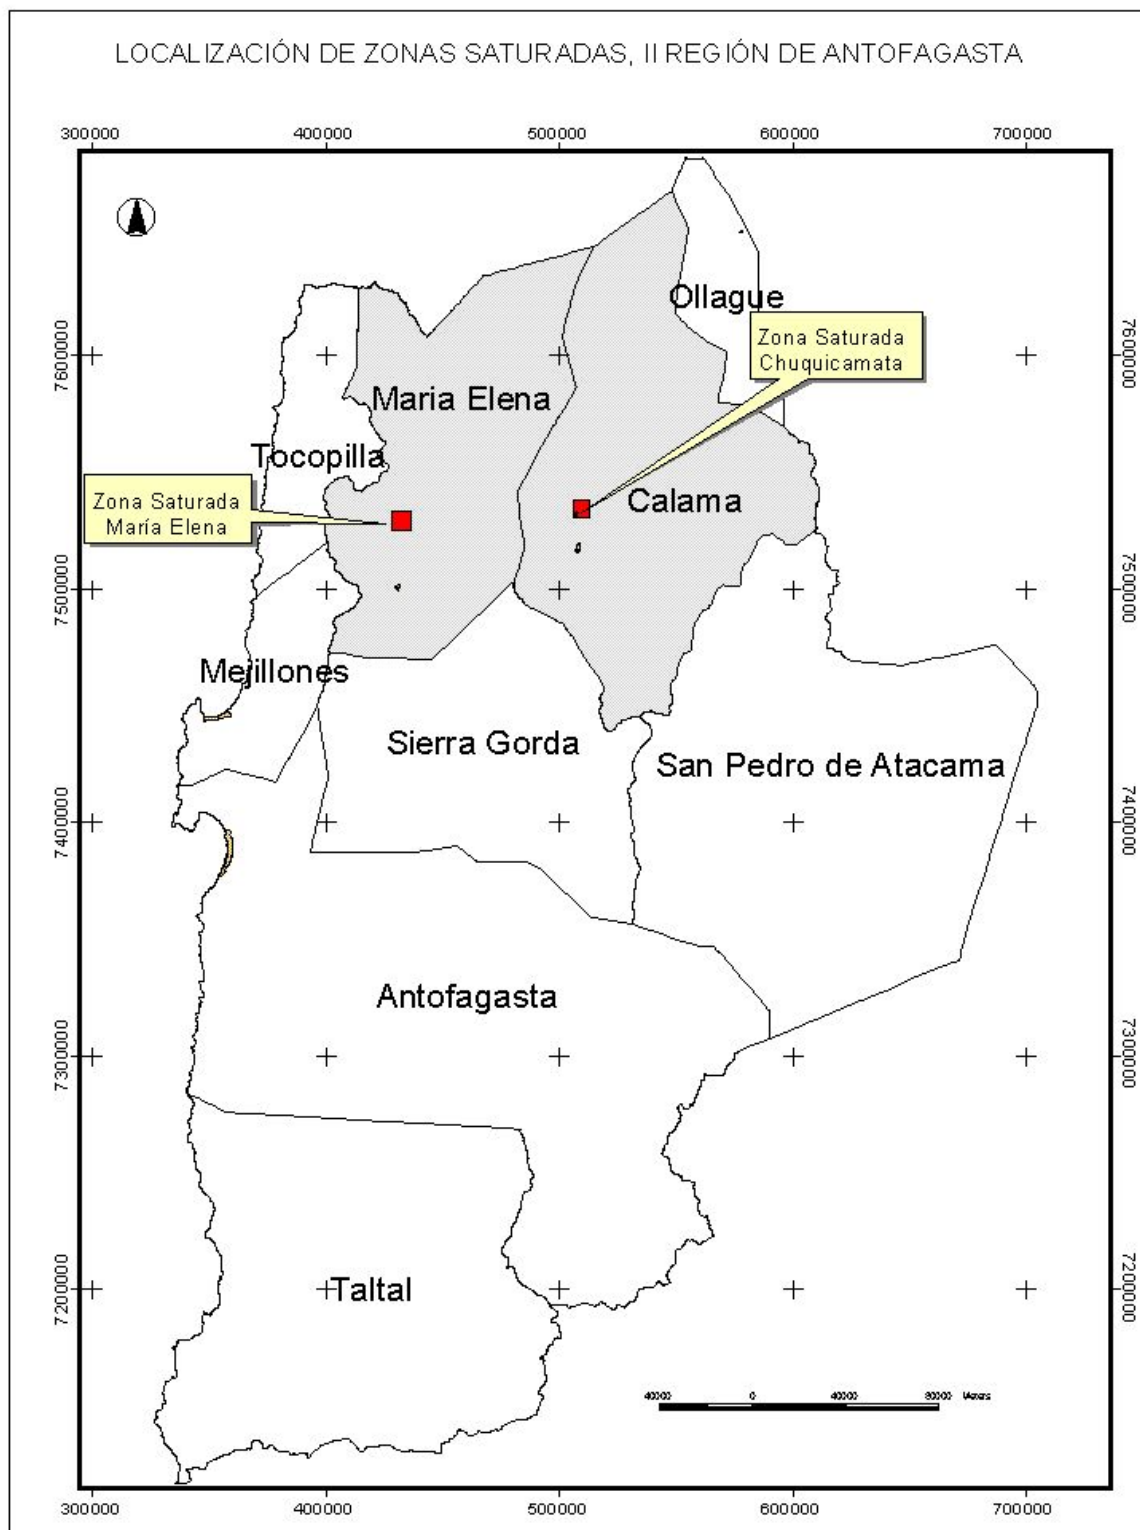 LOCALIZACIÓN DE ZONAS SATURADAS, II REGIÓN DE ANTOFAGASTA
300000 400000 500000 600000 700000
Ollague
Zona Saturada
Chuquicamata
7600000 7600000
Maria Elena
Tocopilla
Zona Saturada
María Elena
Calama
7500000 7500000
Mejillones
Sierra Gorda
San Pedro de Atacama
7400000 7400000
Antofagasta
7300000 7300000
Taltal
7200000 7200000
40000 0 40000 80000 Meters
300000 400000 500000 600000 700000